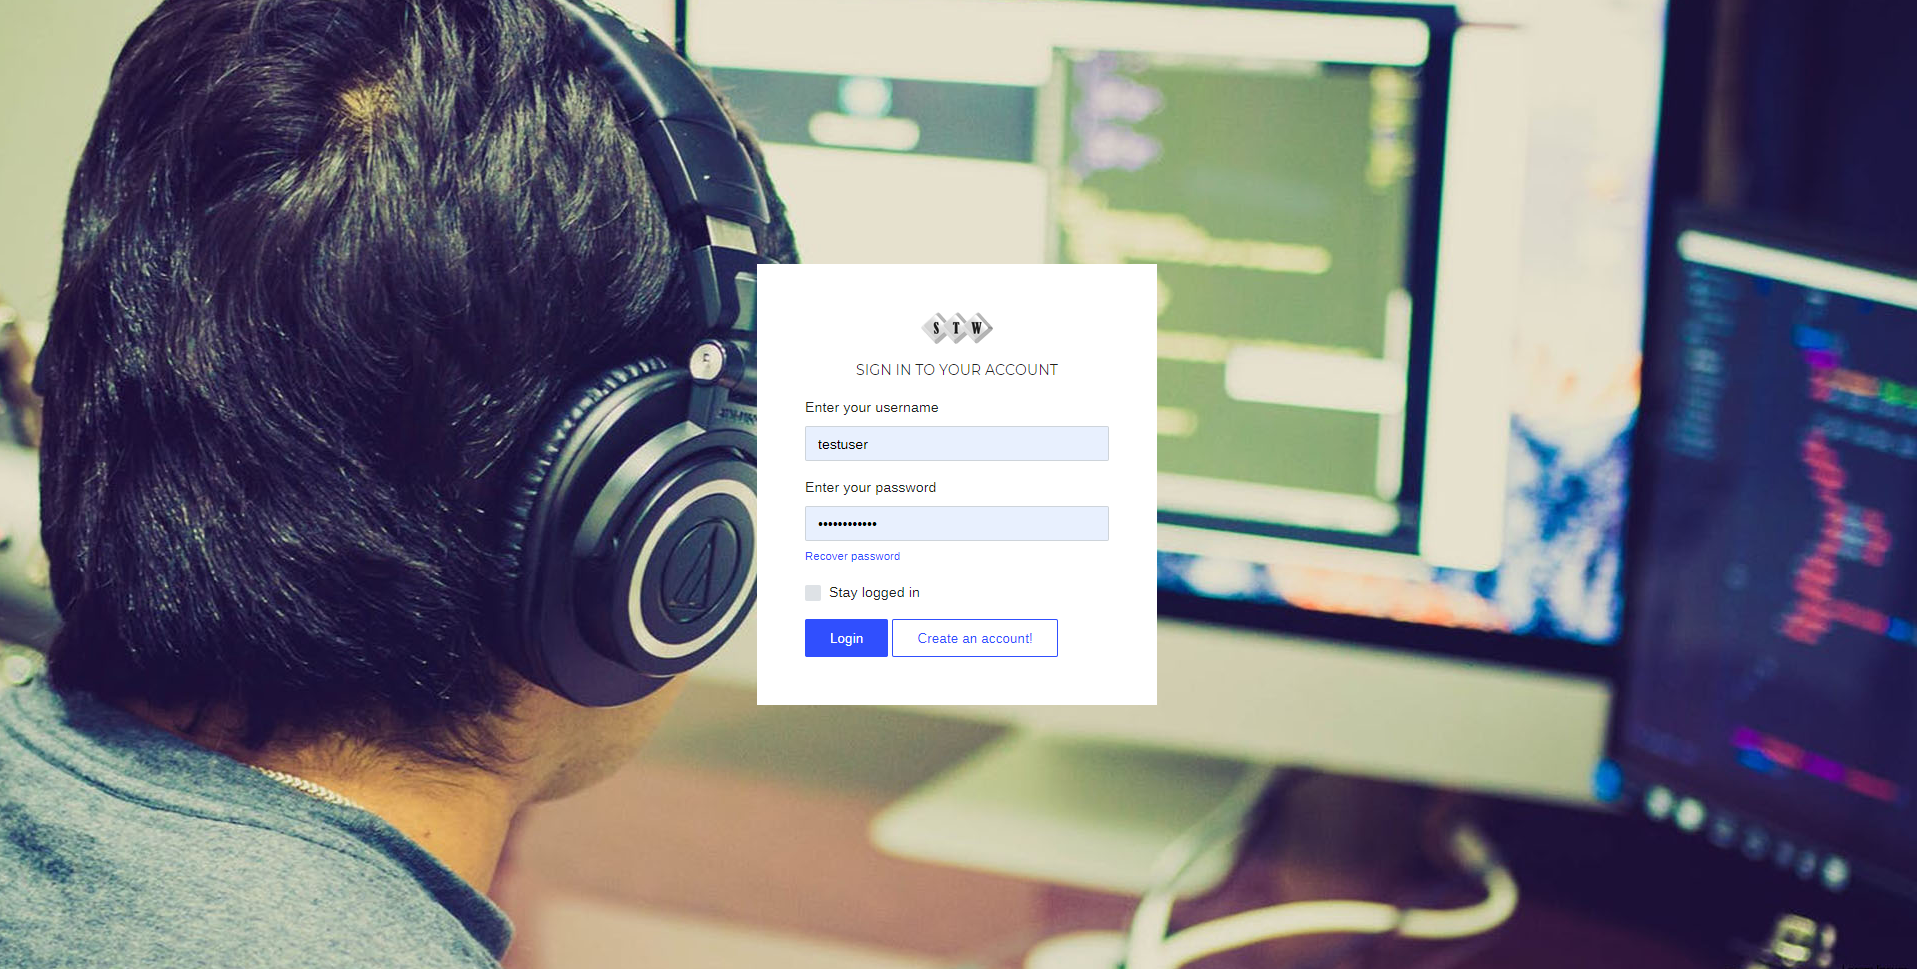 S T W
SIGN IN TO YOUR ACCOUNT
Enter your username
testuser
Enter your password
••••••••••••
Recover password
Stay logged in
Login Create an account!